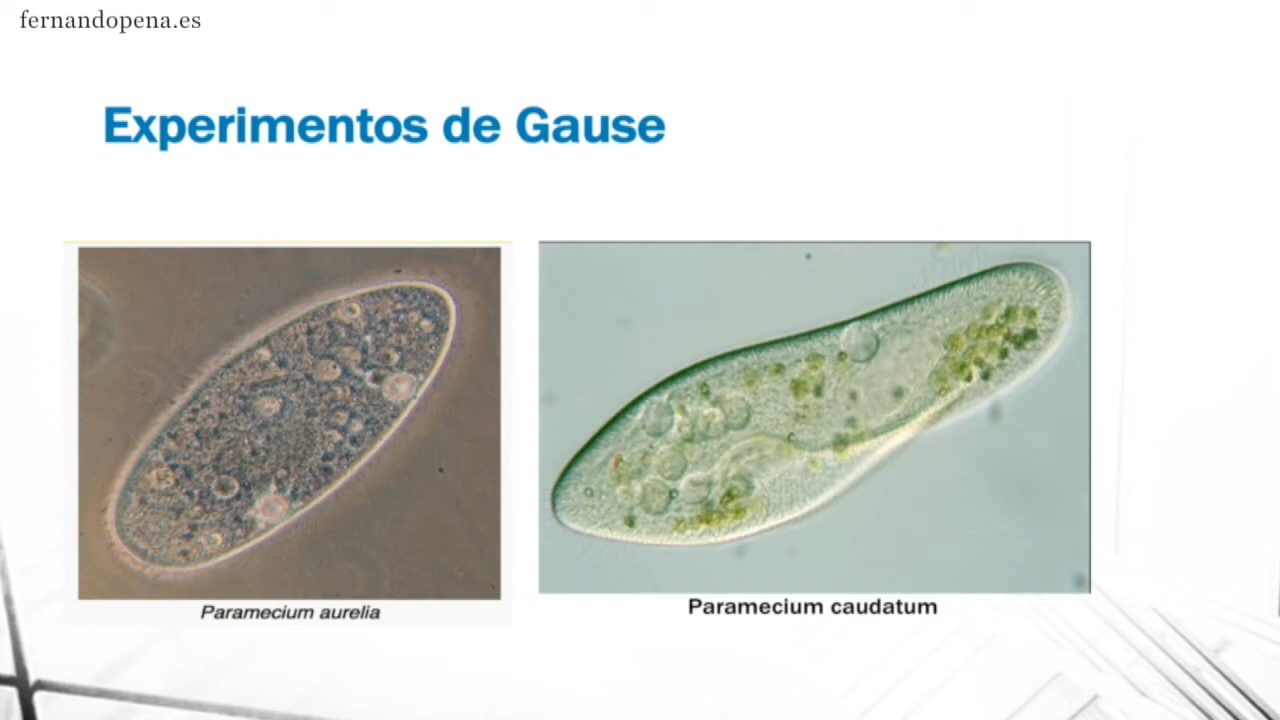 fernandopena.es
Experimentos de Gause
Paramecium aurelia
Paramecium caudatum